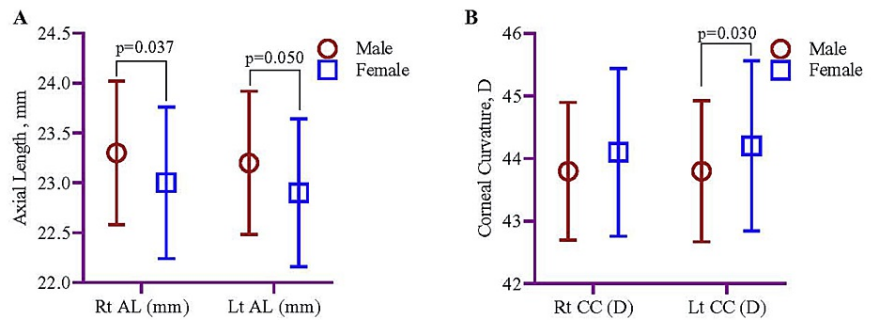 A
24.5
24.0
23.5
23.0
22.5
22.0
Axial Length , mm
p=0.037
p=0.050
Male
Female
Rt AL (mm)
Lt AL (mm)
B
46
45
44
43
42
Corneal Curvature, D
p=0.030
Male
Female
Rt CC (D)
Lt CC (D)